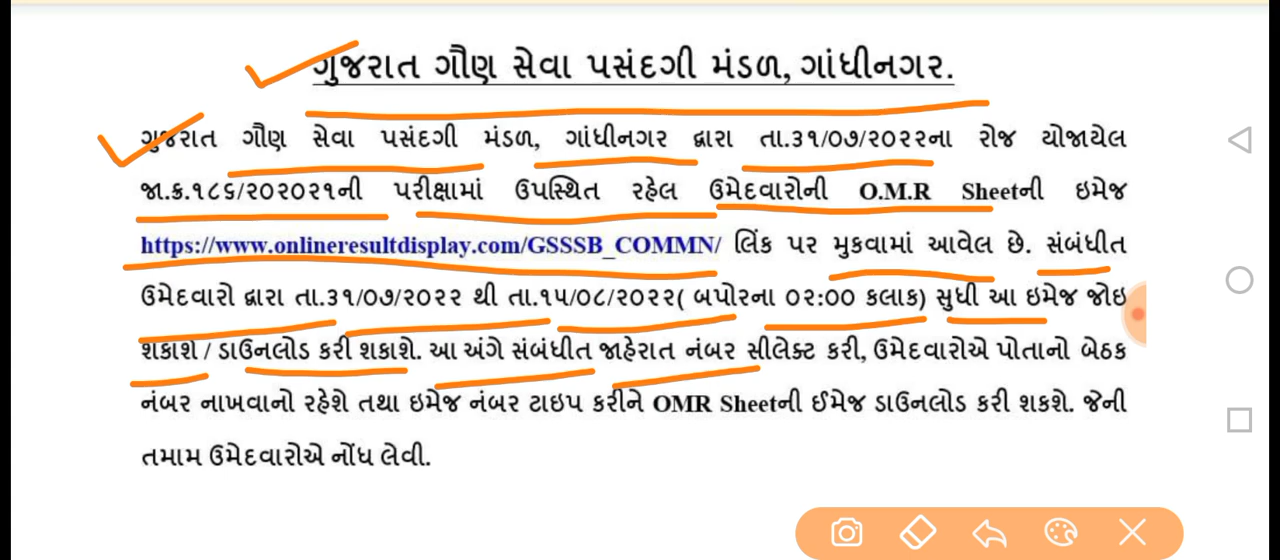 ગુજરાત ગૌણ સેવા પસંદગી મંડળ, ગાંધીનગર.
ગુજરાત ગૌણ સેવા પસંદગી મંડળ, ગાંધીનગર દ્વારા તા.૩૧/૦૭/૨૦૨૨ના રોજ યોજાયેલ
જા.ક્ર.૧૮૬/૨૦૨૦૨૧ની પરીક્ષામાં ઉપસ્થિત રહેલ ઉમેદવારોની O.M.R Sheetની ઇમેજ
https://www.onlineresultdisplay.com/GSSSB_COMMN/ લિંક પર મુકવામાં આવેલ છે. સંબંધીત
ઉમેદવારો દ્વારા તા.૩૧/૦૭/૨૦૨૨ થી તા.૧૫/૦૮/૨૦૨૨( બપોરના ૦૨:૦૦ કલાક) સુધી આ ઇમેજ જોઇ
શકાશે / ડાઉનલોડ કરી શકાશે. આ અંગે સંબંધીત જાહેરાત નંબર સીલેક્ટ કરી, ઉમેદવારોએ પોતાનો બેઠક
નંબર નાખવાનો રહેશે તથા ઇમેજ નંબર ટાઇપ કરીને OMR Sheetની ઈમેજ ડાઉનલોડ કરી શકશે. જેની
તમામ ઉમેદવારોએ નોંધ લેવી.